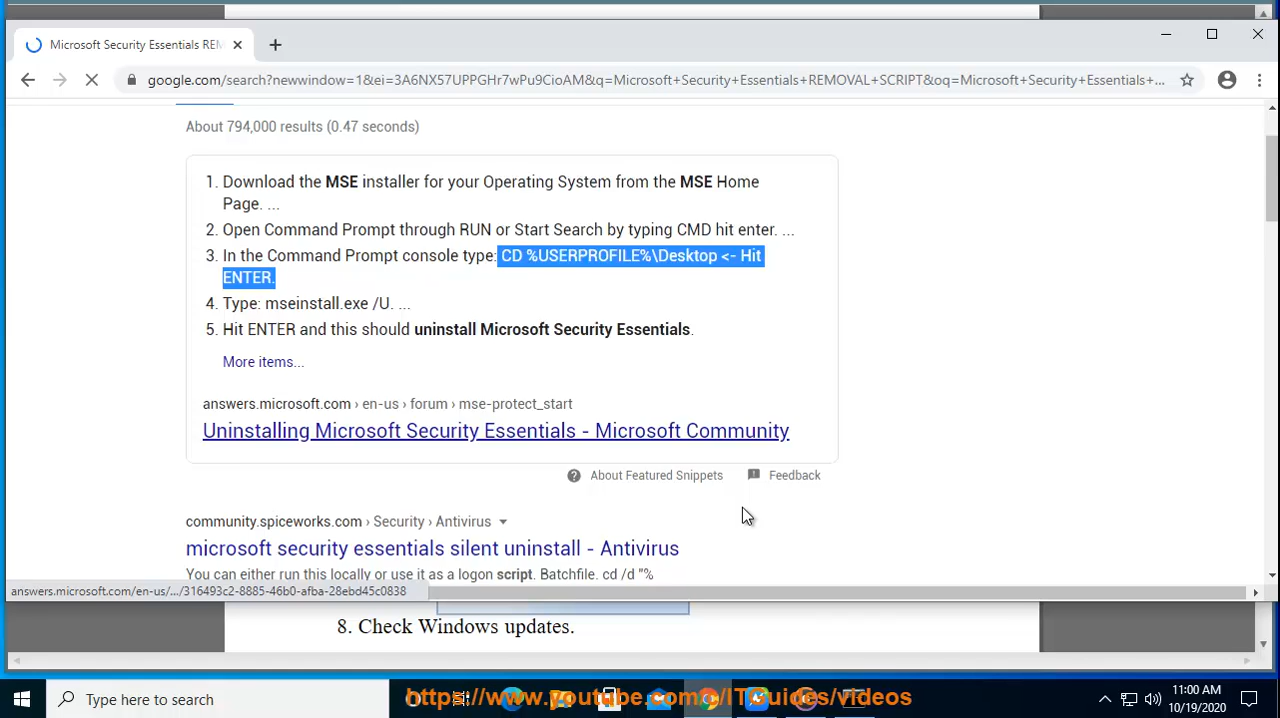 Microsoft Security Essentials REM
google.com/search?newwindow=1&ei=3A6NX57UPPGHr7wPu9CioAM&q=Microsoft+Security+Essentials+REMOVAL+SCRIPT&oq=Microsoft+Security+Essentials+...
About 794,000 results (0.47 seconds)
1. Download the MSE installer for your Operating System from the MSE Home
Page. ...
2. Open Command Prompt through RUN or Start Search by typing CMD hit enter. ...
3. In the Command Prompt console type: CD %USERPROFILE%\Desktop <- Hit
ENTER.
4. Type: mseinstall.exe /U. ...
5. Hit ENTER and this should uninstall Microsoft Security Essentials.
More items...
answers.microsoft.com › en-us › forum › mse-protect_start
Uninstalling Microsoft Security Essentials - Microsoft Community
About Featured Snippets
Feedback
community.spiceworks.com › Security › Antivirus
microsoft security essentials silent uninstall - Antivirus
You can either run this locally or use it as a logon script. Batchfile. cd /d "%
answers.microsoft.com/en-us/.../316493c2-8885-46b0-afba-28ebd45c0838
8. Check Windows updates.
Type here to search
https://www.youtube.com/c/ITGuides/videos
11:00 AM
10/19/2020